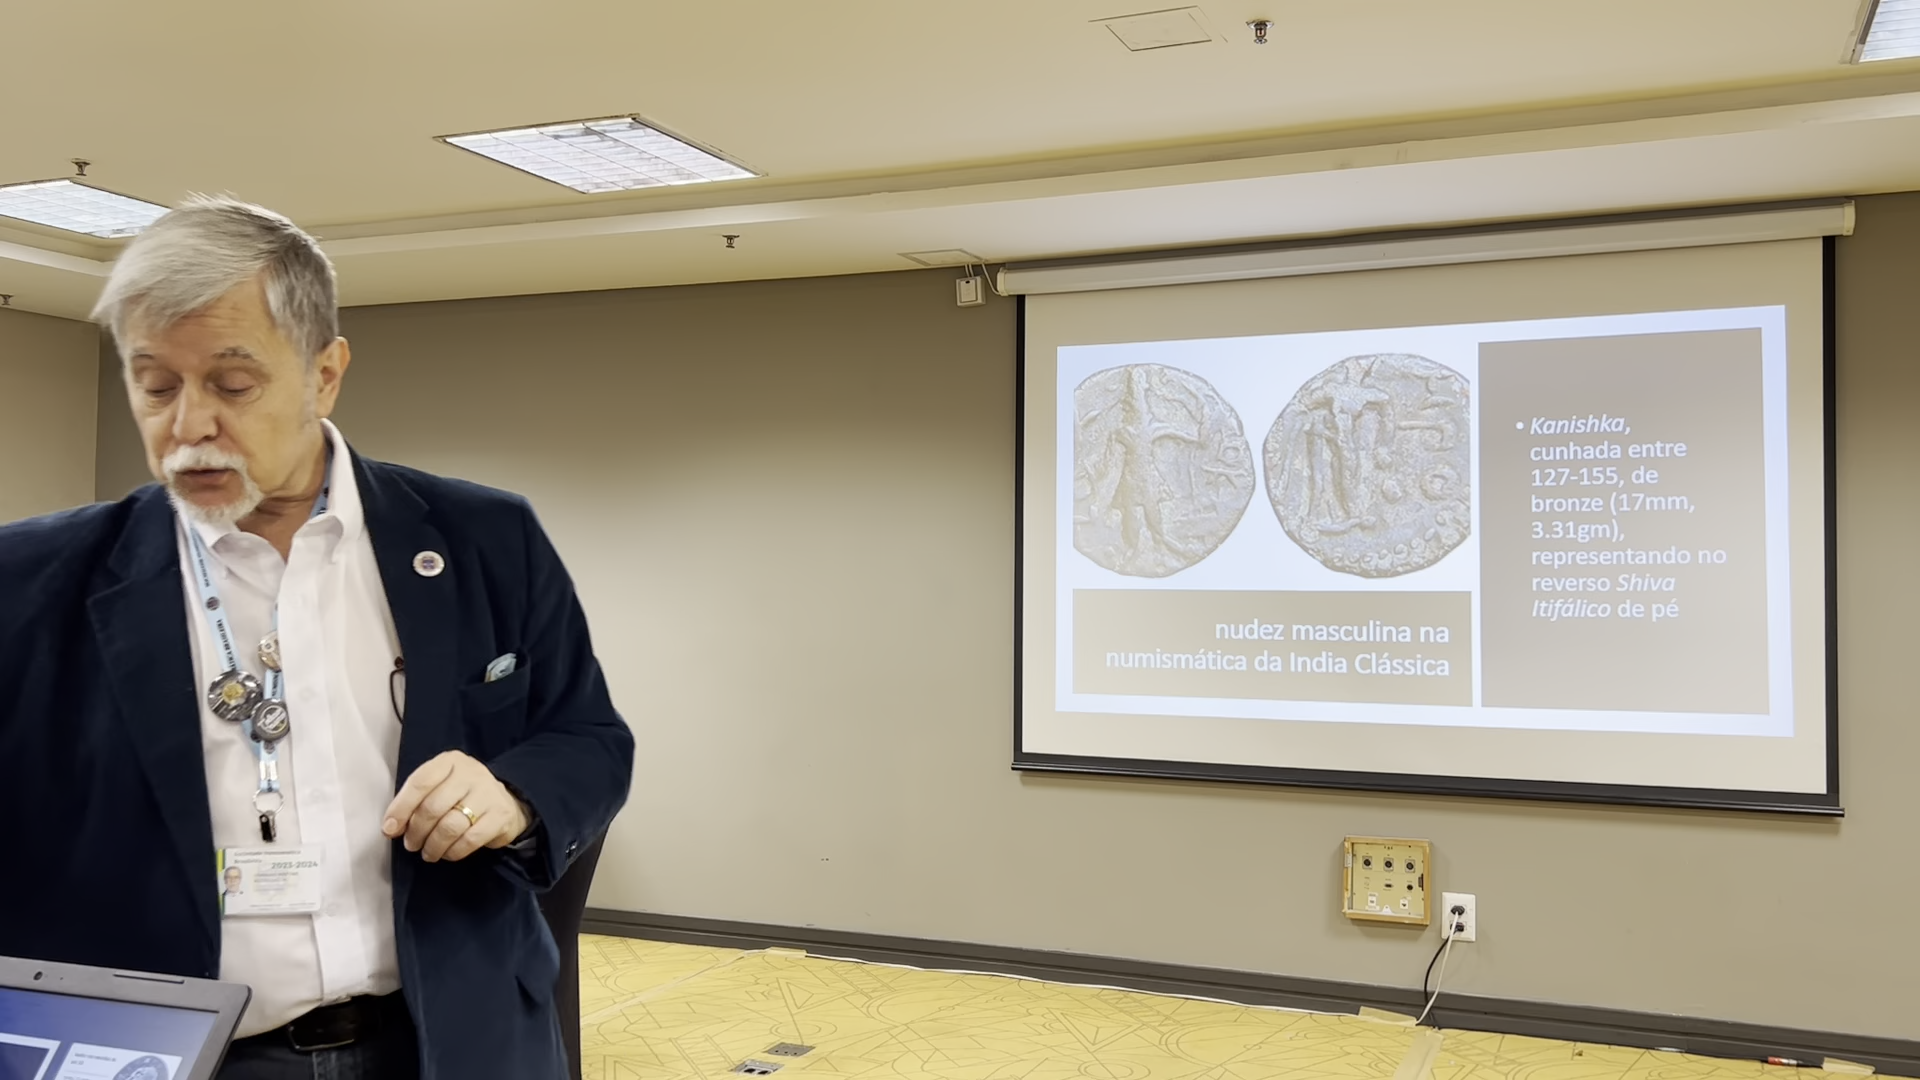 • Kanishka,
cunhada entre
127-155, de
bronze (17mm,
3.31gm),
representando no
reverso Shiva
Itifálico de pé
nudez masculina na
numismática da India Clássica
2023-2024